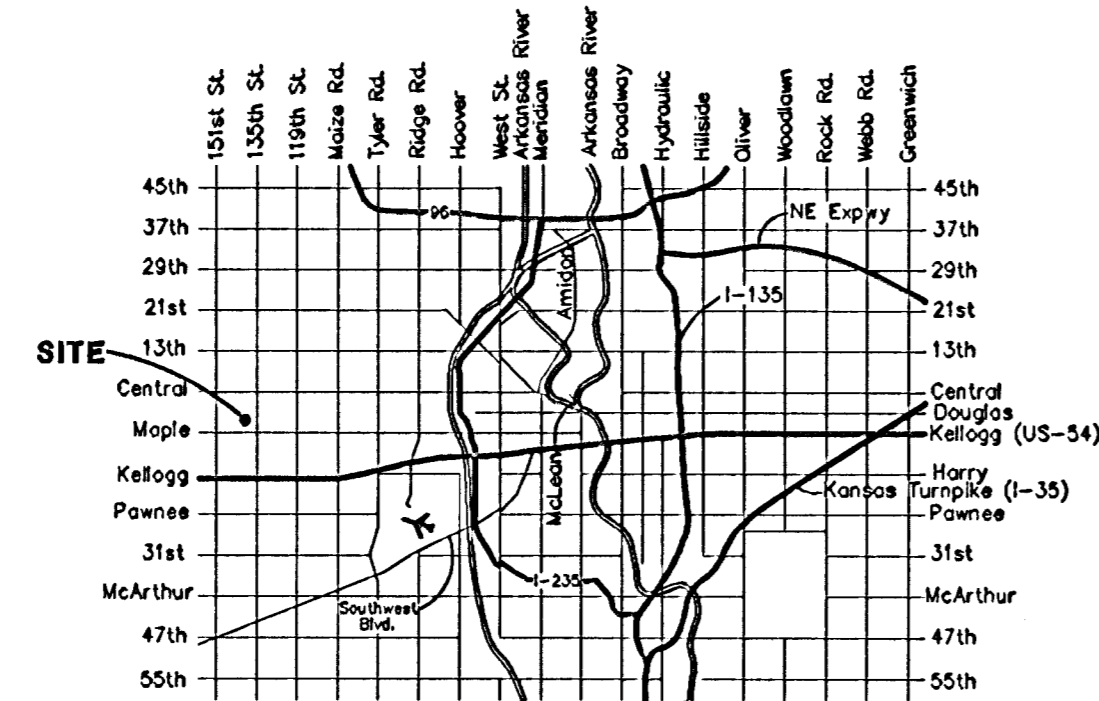 151st St.
135th St.
119th St.
Maize Rd.
Tyler Rd.
Ridge Rd.
Hoover
West St.
Arkansas River
Meridian
Arkansas River
Broadway
Hydraulic
Hillside
Oliver
Woodlawn
Rock Rd.
Webb Rd.
Greenwich
45th
45th
96
NE Expwy
37th
37th
29th
29th
Amidon
I-135
21st
21st
SITE
13th
13th
Central
Central
Douglas
Maple
Kellogg (US-54)
Kellogg
McLean
Harry
Kansas Turnpike (I-35)
Pawnee
Pawnee
31st
31st
I-235
McArthur
McArthur
Southwest
Blvd.
47th
47th
55th
55th